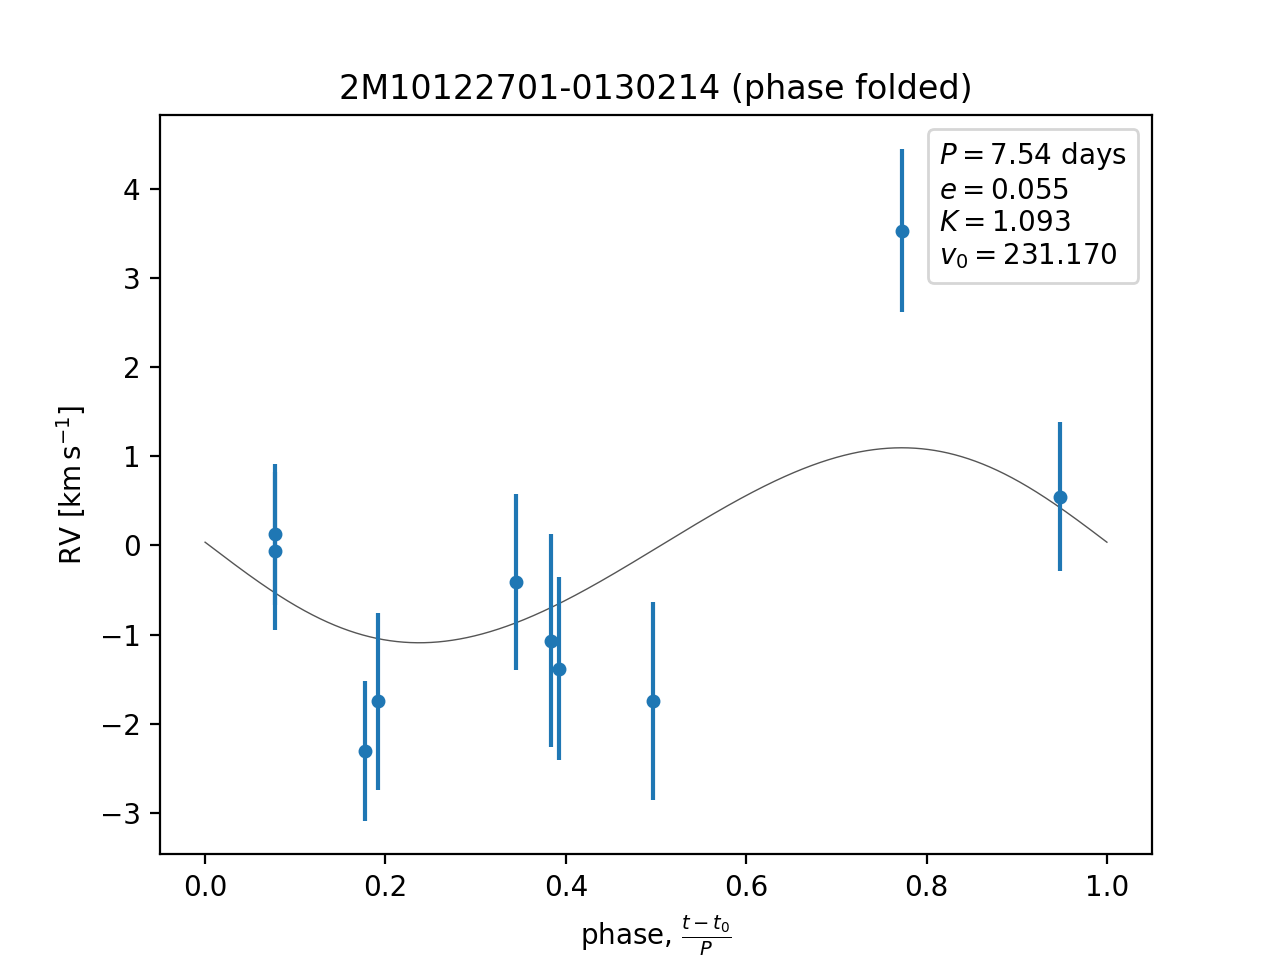 2M10122701-0130214 (phase folded)
P = 7.54 days
e = 0.055
K = 1.093
v₀ = 231.170
4
3
2
1
0
−1
−2
−3
RV [km s⁻¹]
0.0 0.2 0.4 0.6 0.8 1.0
phase, (t − t₀)/P